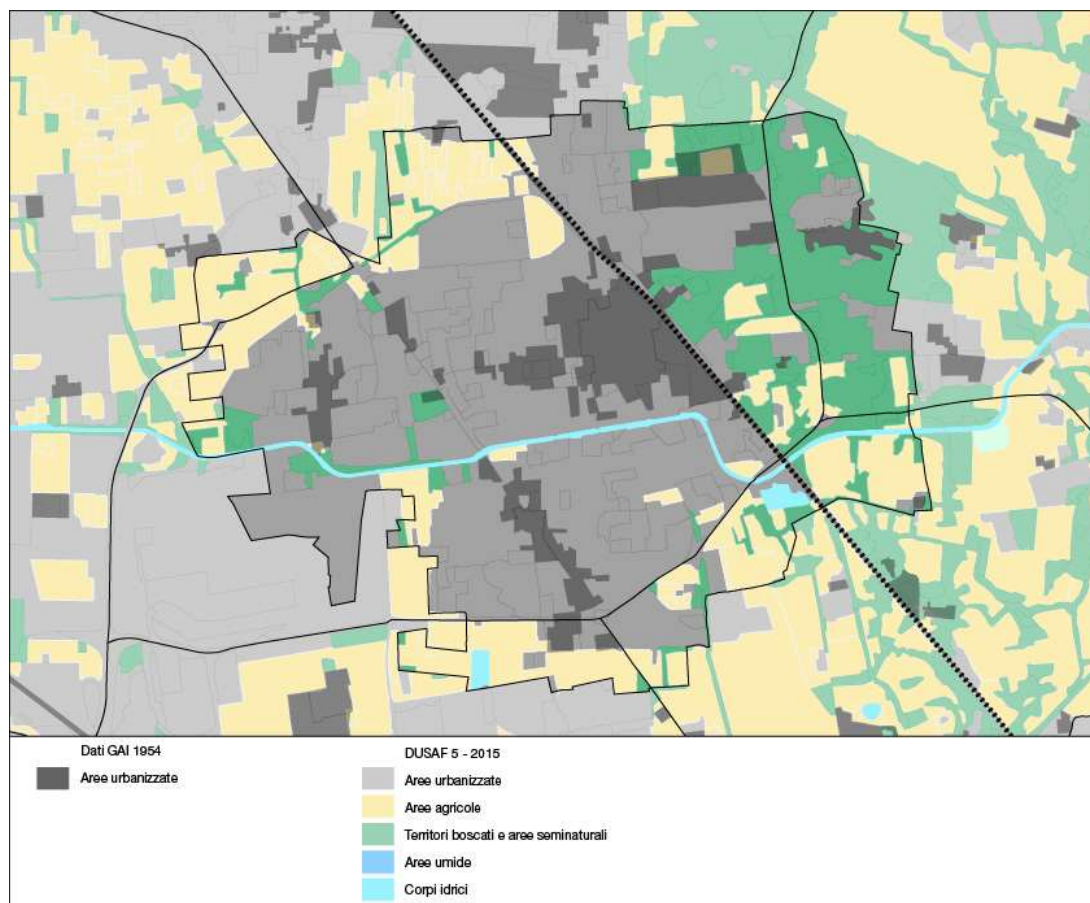 Dati GAI 1954
Aree urbanizzate
DUSAF 5 - 2015
Aree urbanizzate
Aree agricole
Territori boscati e aree seminaturali
Aree umide
Corpi idrici